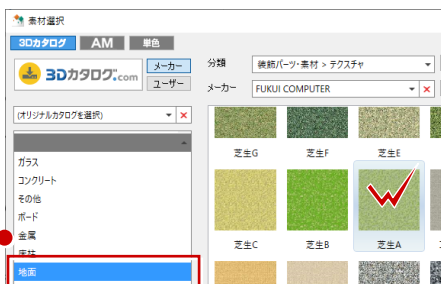 素材選択
3Dカタログ AM 単色
3Dカタログ.com
メーカー
ユーザー
分類 装飾パーツ・素材 > テクスチャ
メーカー FUKUI COMPUTER
(オリジナルカタログを選択)
ガラス
コンクリート
その他
ボード
金属
地面
芝生G 芝生F 芝生E
芝生C 芝生B 芝生A